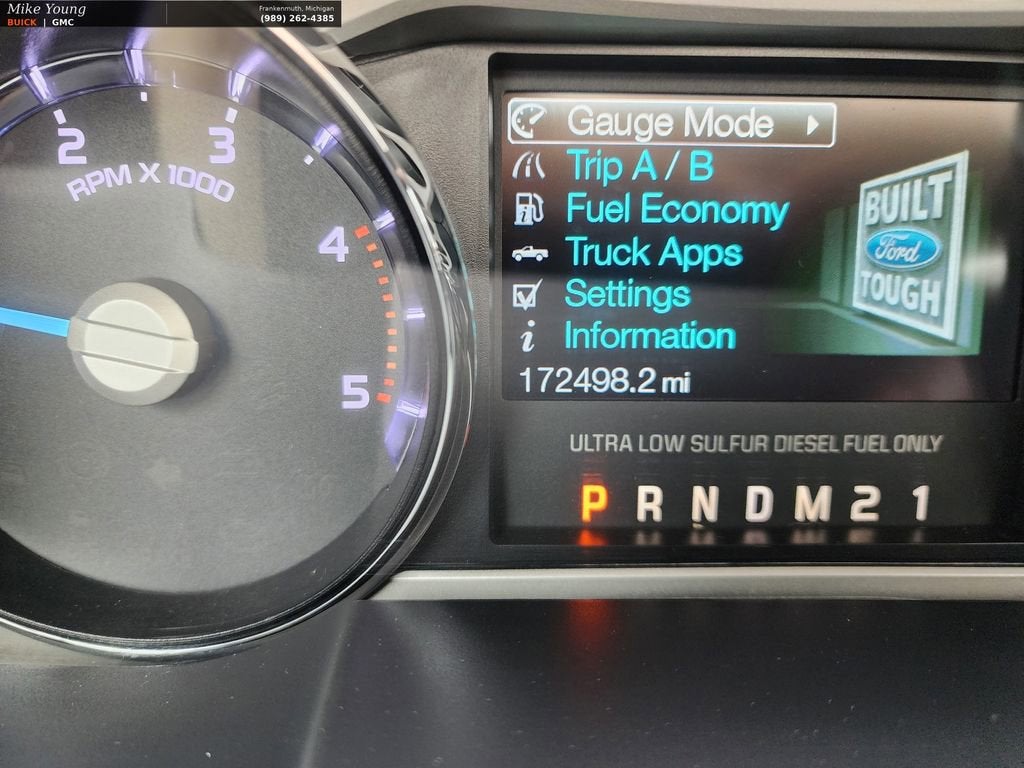 Mike Young
BUICK | GMC
Frankenmuth, Michigan
(989) 262-4385
2 3 4 5
RPM X 1000
Gauge Mode
Trip A / B
Fuel Economy
Truck Apps
Settings
Information
172498.2 mi
BUILT
Ford
TOUGH
ULTRA LOW SULFUR DIESEL FUEL ONLY
P R N D M 2 1